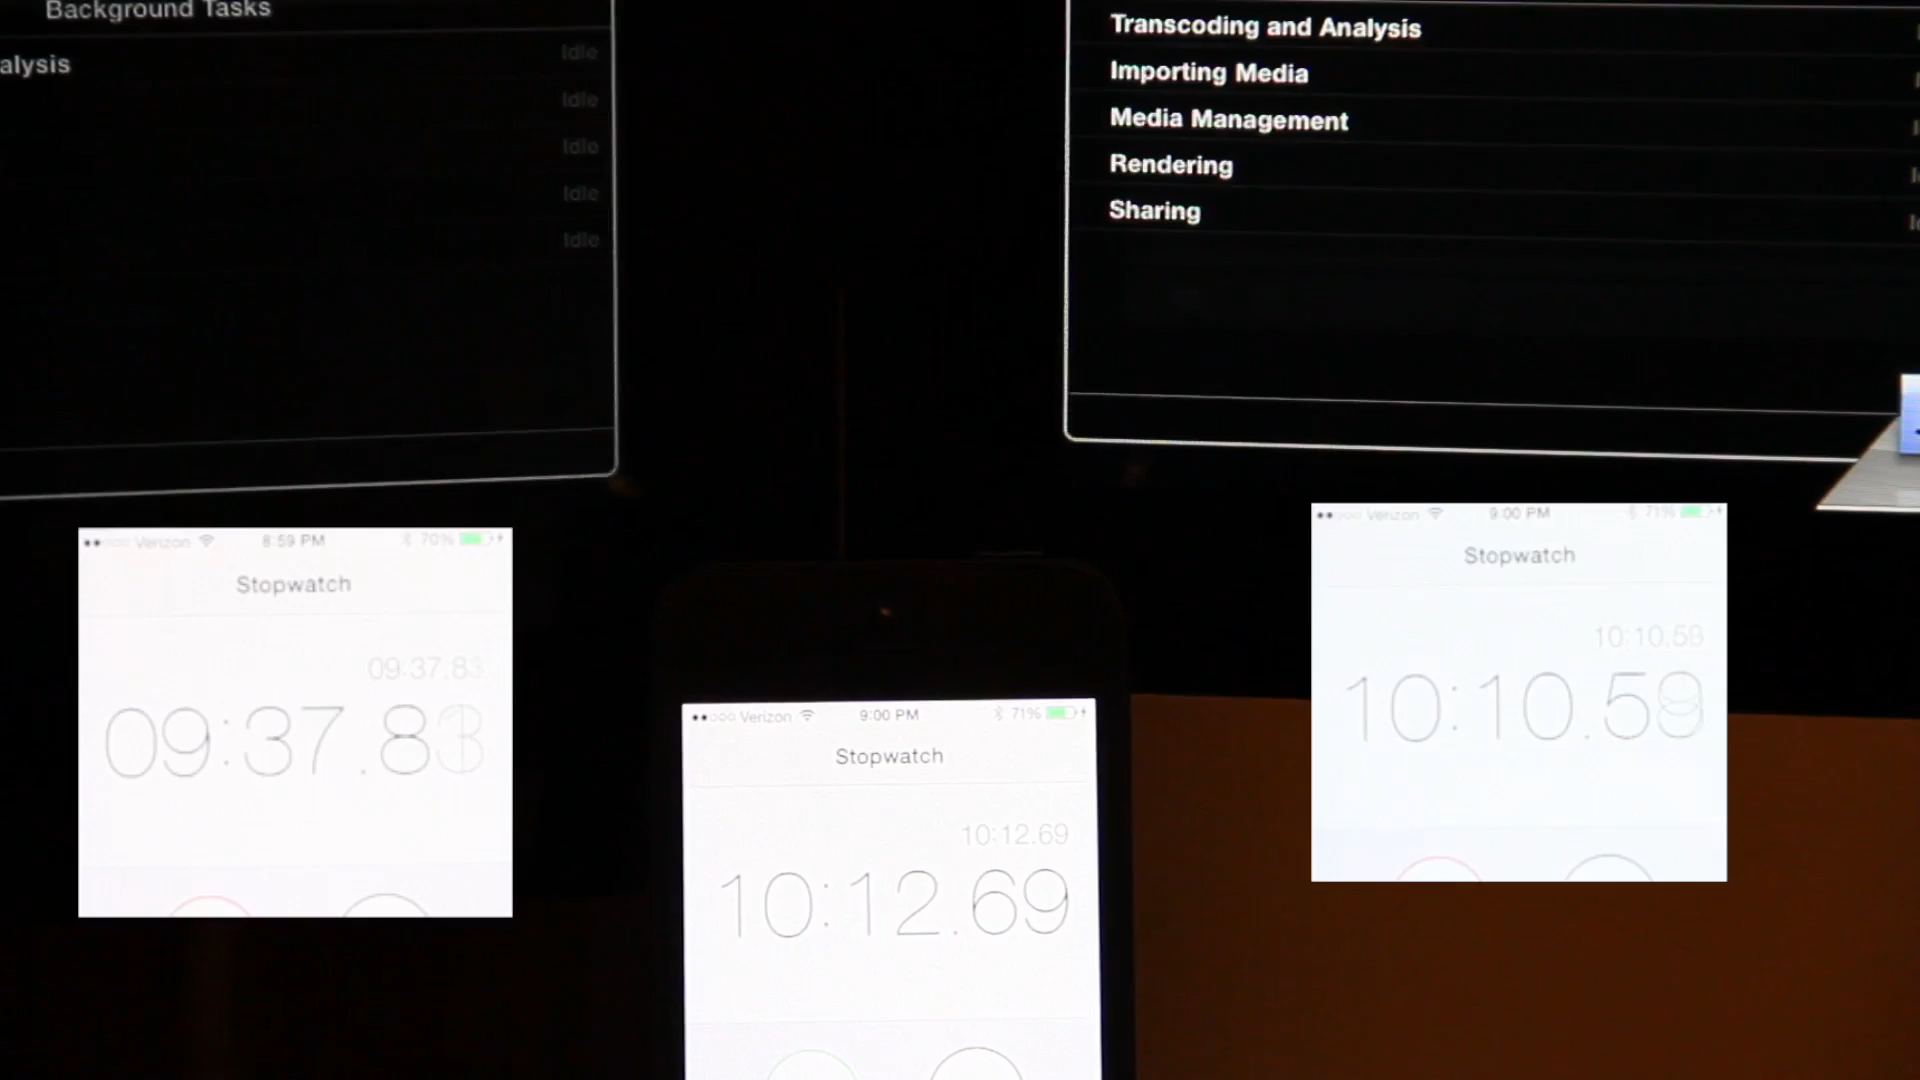 Background Tasks
alysis
Idle
Idle
Idle
Idle
Idle
Transcoding and Analysis
Importing Media
Media Management
Rendering
Sharing
Verizon 8:59 PM 70%
Stopwatch
09:37.83
09:37.83
Verizon 9:00 PM 71%
Stopwatch
10:12.69
10:12.69
Verizon 9:00 PM 71%
Stopwatch
10:10.59
10:10.59